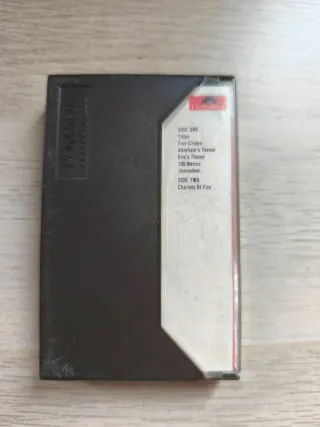 SIDE ONE
Titles
Five Circles
Abraham's Theme
Eric's Theme
100 Metres
Jerusalem
SIDE TWO
Chariots Of Fire